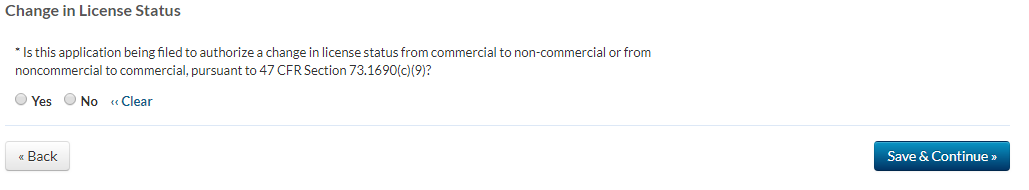 Change in License Status
* Is this application being filed to authorize a change in license status from commercial to non-commercial or from
noncommercial to commercial, pursuant to 47 CFR Section 73.1690(c)(9)?
Yes No ‹‹ Clear
« Back Save & Continue »